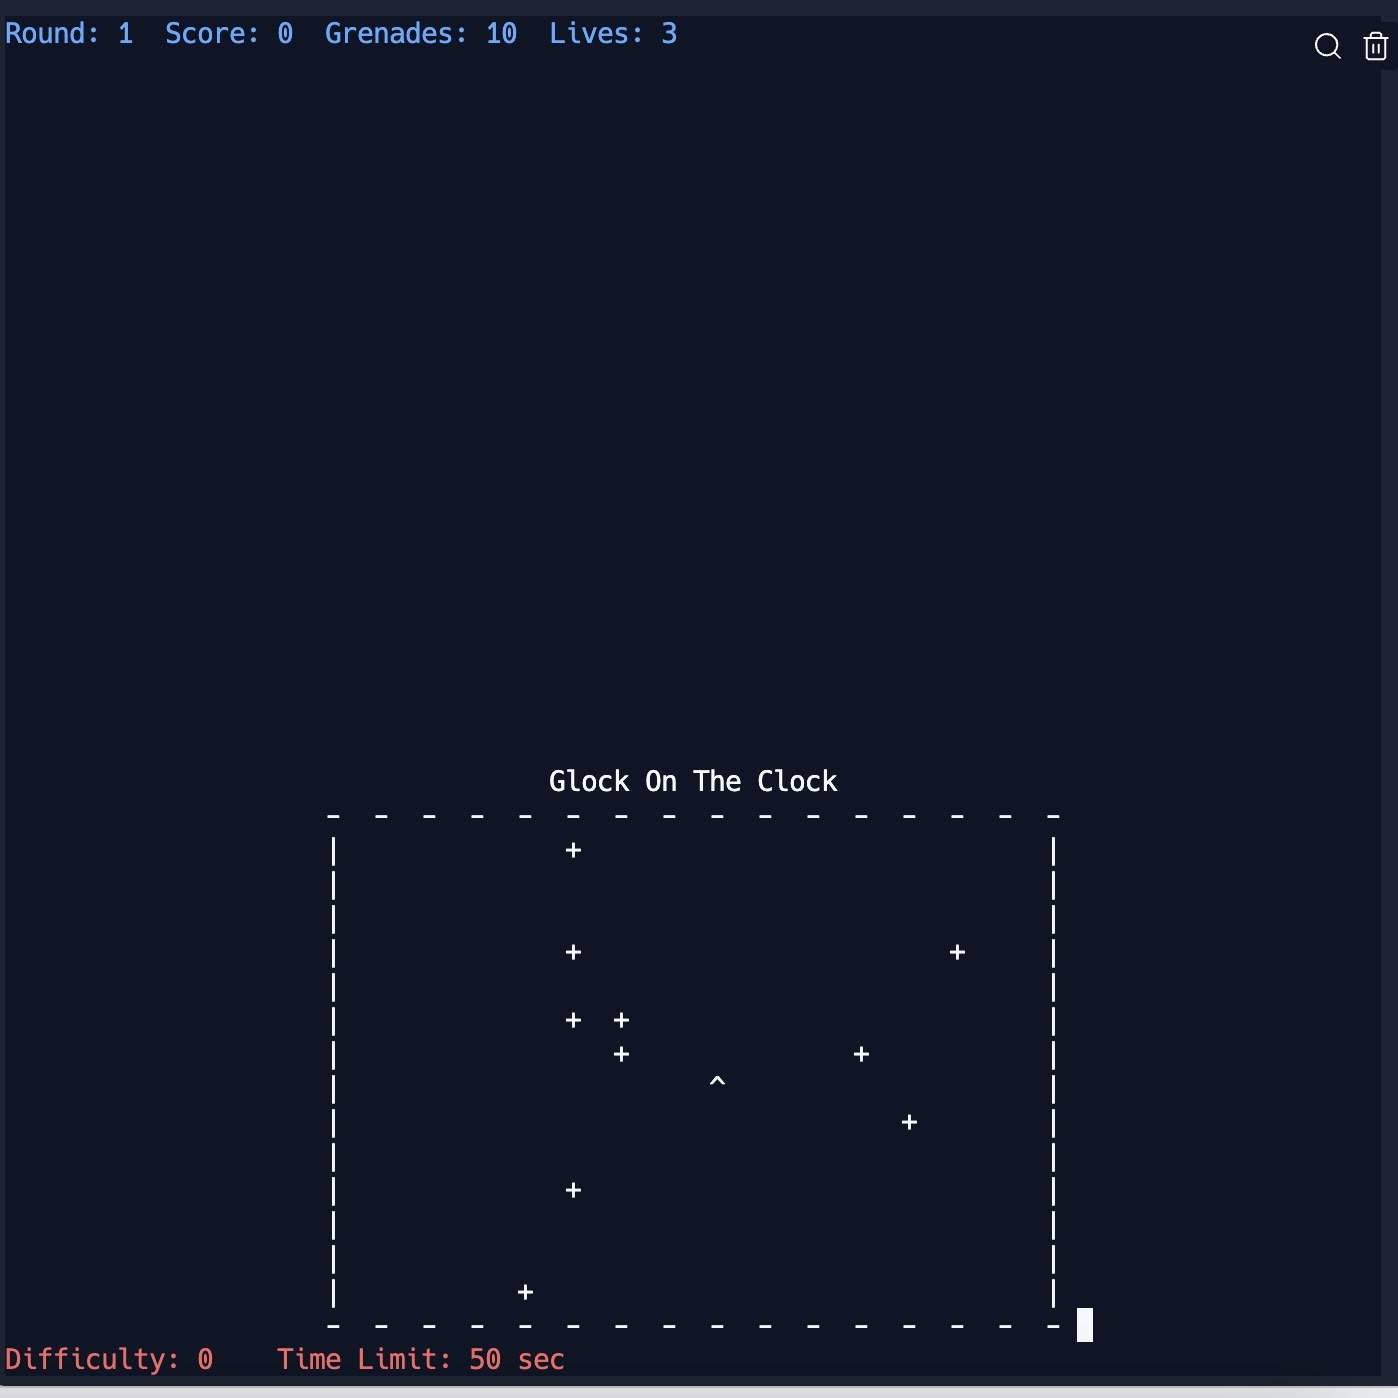 Round: 1  Score: 0  Grenades: 10  Lives: 3
Glock On The Clock
- - - - - - - - - - - - - - - -
|     +          |
|                |
|                |
|     +       +  |
|                |
|     + +        |
|       +    +   |
|         ^      |
|             +  |
|                |
|     +          |
|                |
|                |
|    +           |
- - - - - - - - - - - - - - - -
Difficulty: 0    Time Limit: 50 sec